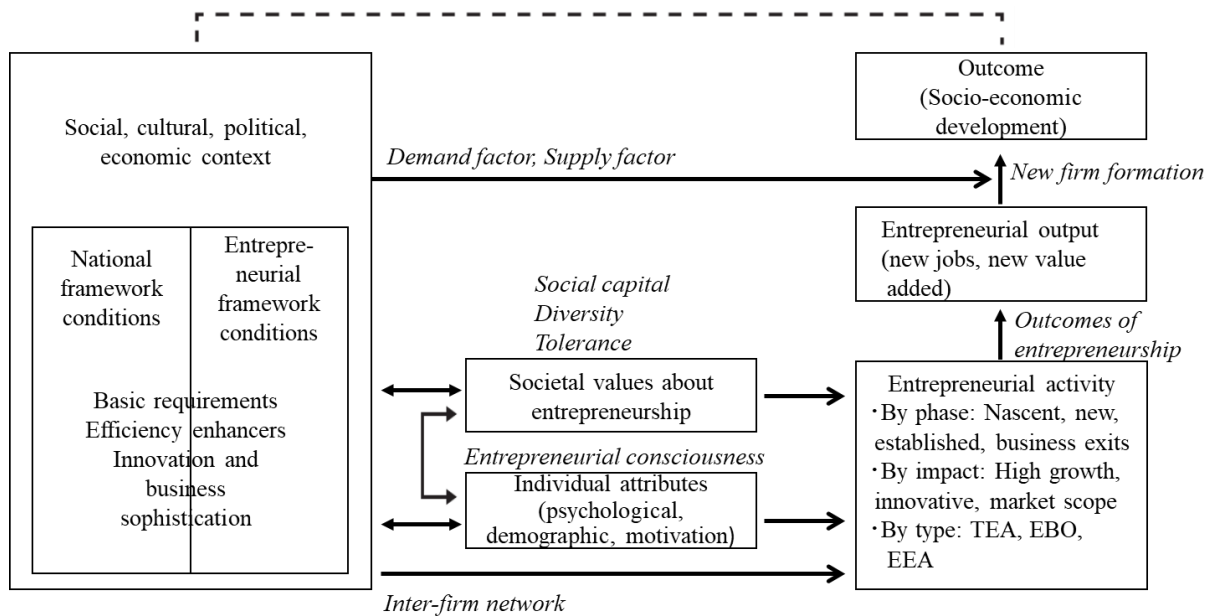 Social, cultural, political,
economic context
National
framework
conditions
Entrepre-
neurial
framework
conditions
Basic requirements
Efficiency enhancers
Innovation and
business
sophistication
Demand factor, Supply factor
Social capital
Diversity
Tolerance
Societal values about
entrepreneurship
Entrepreneurial consciousness
Individual attributes
(psychological,
demographic, motivation)
Inter-firm network
Outcome
(Socio-economic
development)
New firm formation
Entrepreneurial output
(new jobs, new value
added)
Outcomes of
entrepreneurship
Entrepreneurial activity
・By phase: Nascent, new,
established, business exits
・By impact: High growth,
innovative, market scope
・By type: TEA, EBO,
EEA